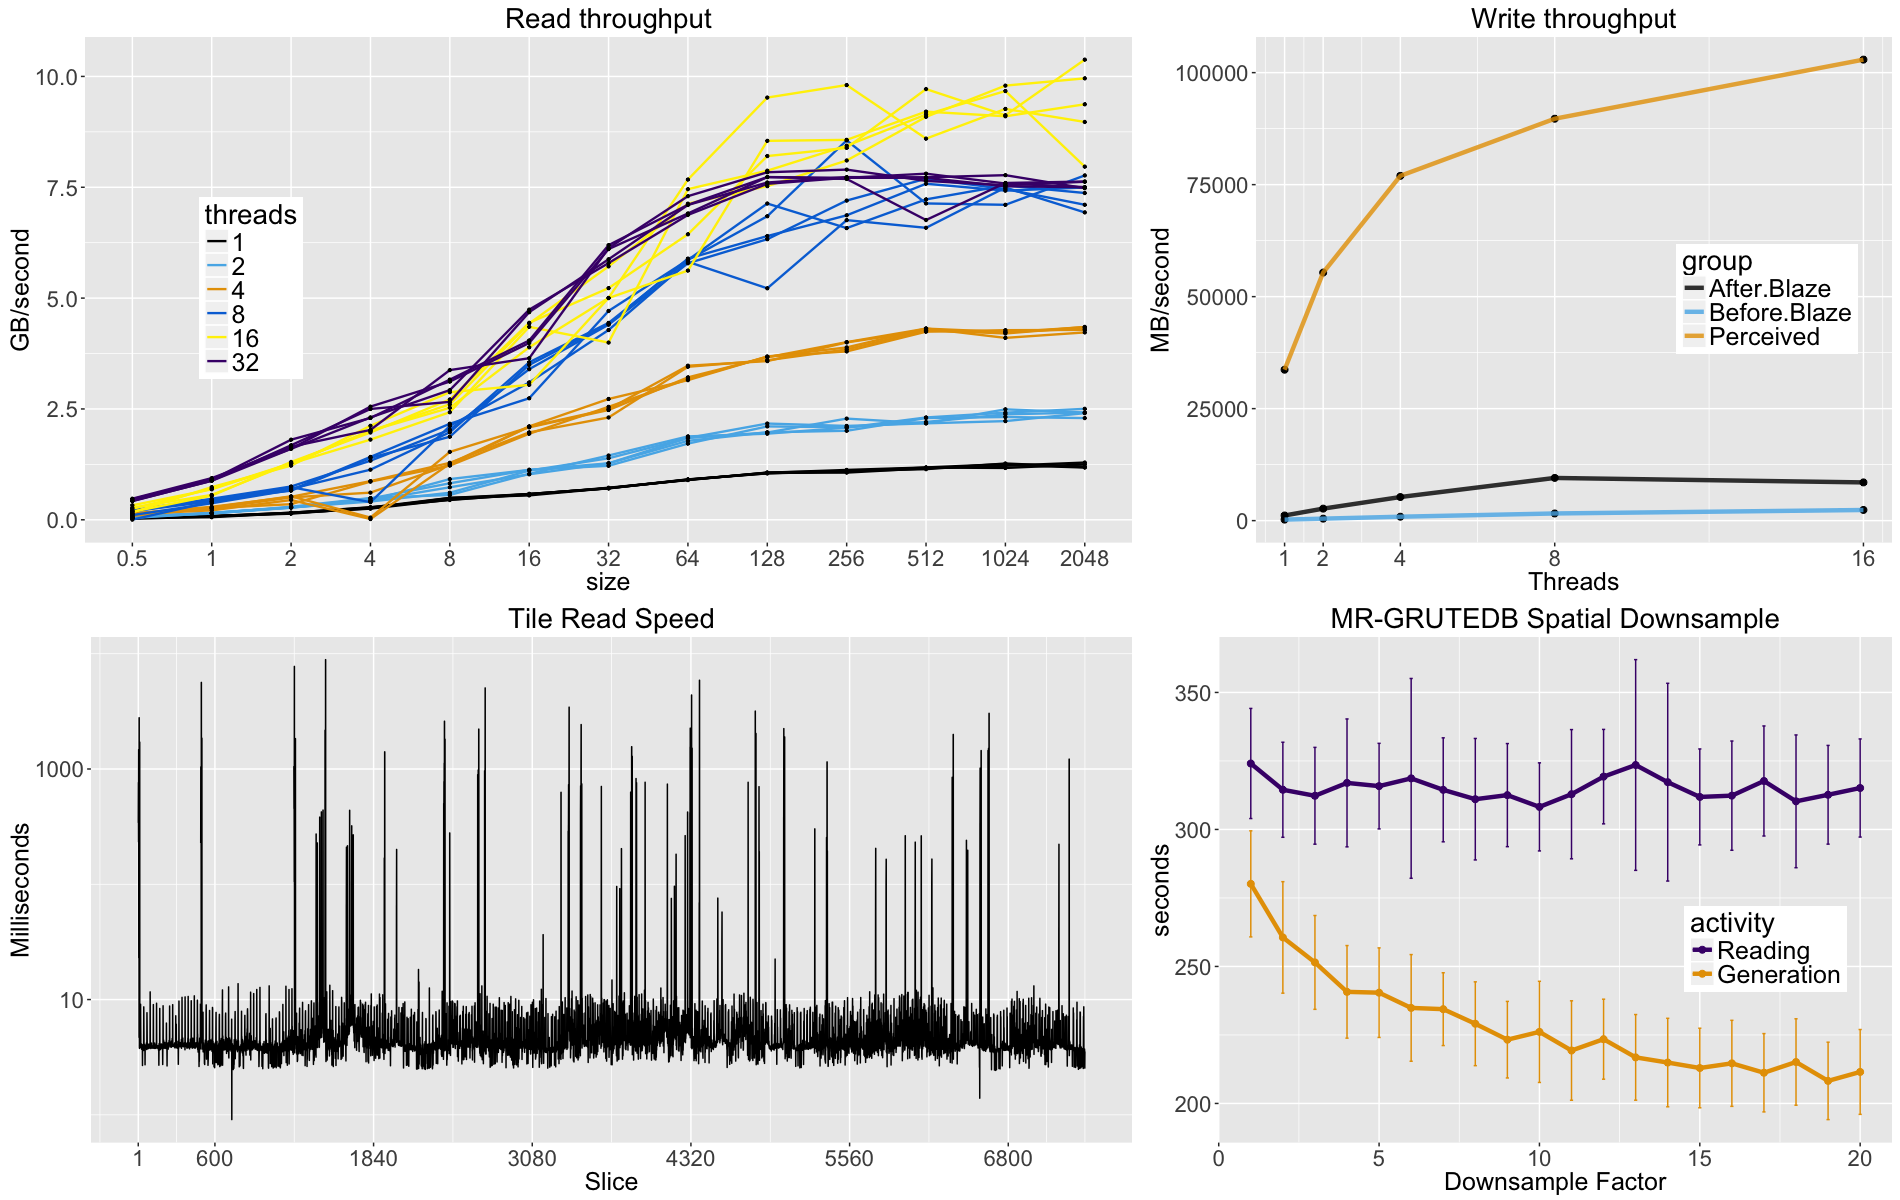 Read throughput
GB/second
10.0
7.5
5.0
2.5
0.0
threads
1
2
4
8
16
32
0.5 1 2 4 8 16 32 64 128 256 512 1024 2048
size
Write throughput
MB/second
100000
75000
50000
25000
0
group
After.Blaze
Before.Blaze
Perceived
1 2 4 8 16
Threads
Tile Read Speed
Milliseconds
1000
10
1 600 1840 3080 4320 5560 6800
Slice
MR-GRUTEDB Spatial Downsample
seconds
350
300
250
200
activity
Reading
Generation
0 5 10 15 20
Downsample Factor